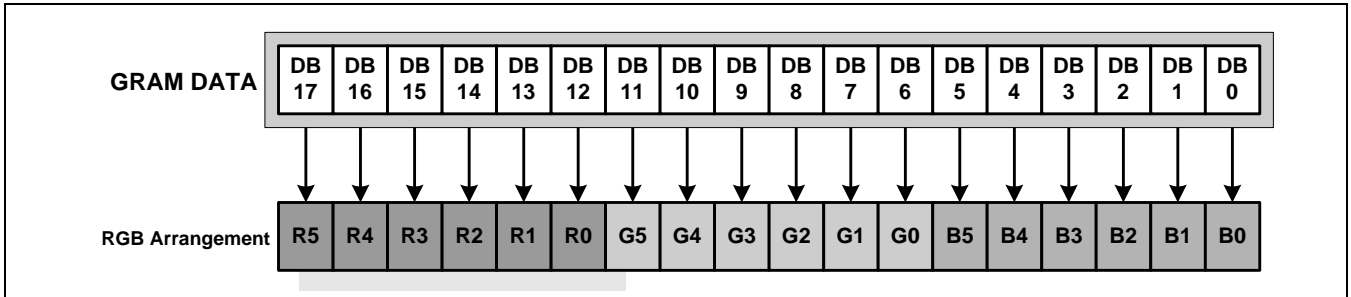 GRAM DATA
DB 17 DB 16 DB 15 DB 14 DB 13 DB 12 DB 11 DB 10 DB 9 DB 8 DB 7 DB 6 DB 5 DB 4 DB 3 DB 2 DB 1 DB 0
RGB Arrangement
R5 R4 R3 R2 R1 R0 G5 G4 G3 G2 G1 G0 B5 B4 B3 B2 B1 B0